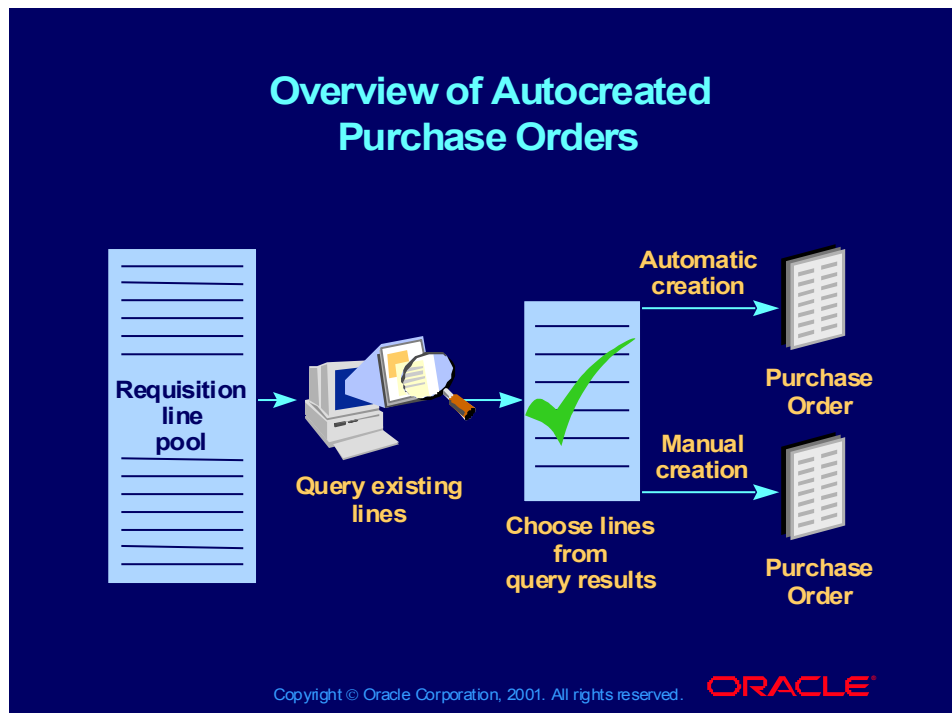 Overview of Autocreated
Purchase Orders
Requisition
line
pool
Query existing
lines
Choose lines
from
query results
Automatic
creation
Purchase
Order
Manual
creation
Purchase
Order
Copyright © Oracle Corporation, 2001. All rights reserved.
ORACLE®